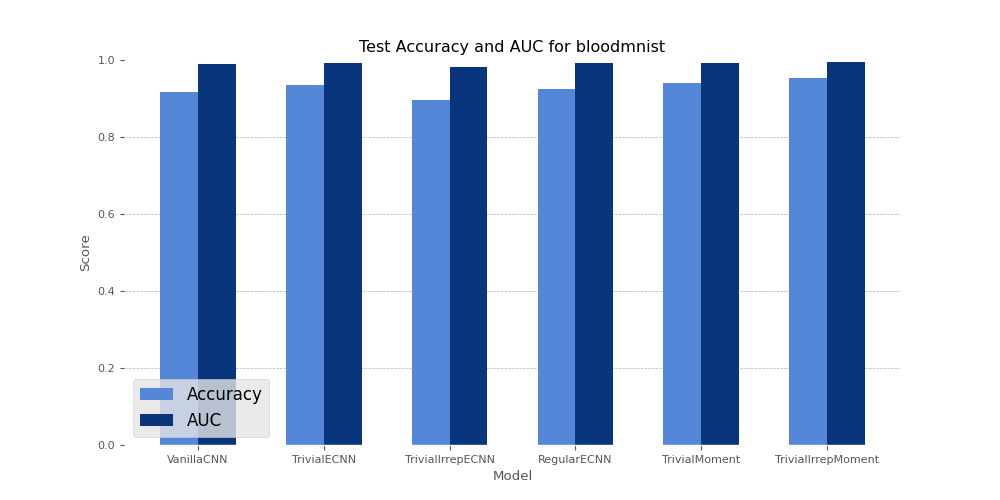 Test Accuracy and AUC for bloodmnist
1.0
0.8
0.6
0.4
0.2
0.0
Score
Accuracy
AUC
VanillaCNN
TrivialECNN
TrivialIrrepECNN
RegularECNN
TrivialMoment
TrivialIrrepMoment
Model